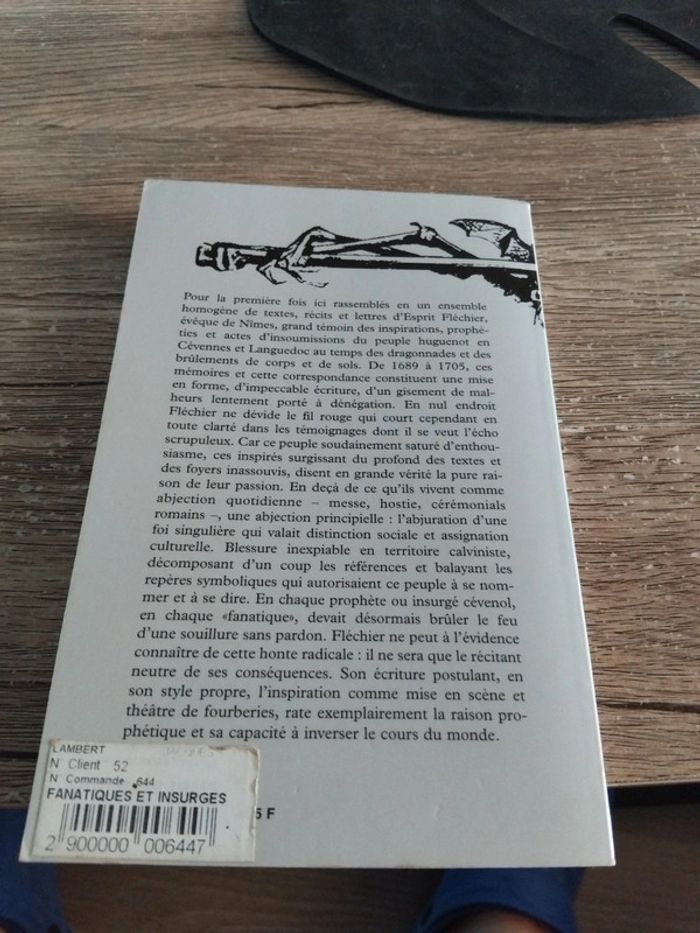 Pour la première fois ici rassemblés en un ensemble
homogène de textes, récits et lettres d'Esprit Fléchier,
évêque de Nîmes, grand témoin des inspirations, prophé-
ties et actes d'insoumissions du peuple huguenot en
Cévennes et Languedoc au temps des dragonnades et des
brûlements de corps et de sols. De 1689 à 1705, ces
mémoires et cette correspondance constituent une mise
en forme, d'impeccable écriture, d'un gisement de mal-
heurs lentement porté à dénégation. En nul endroit
Fléchier ne dévide le fil rouge qui court cependant en
toute clarté dans les témoignages dont il se veut l'écho
scrupuleux. Car ce peuple soudainement saturé d'enthou-
siasme, ces inspirés surgissant du profond des textes et
des foyers inassouvis, disent en grande vérité la pure rai-
son de leur passion. En deçà de ce qu'ils vivent comme
abjection quotidienne – messe, hostie, cérémonials
romains –, une abjection principielle : l'abjuration d'une
foi singulière qui valait distinction sociale et assignation
culturelle. Blessure inexpiable en territoire calviniste,
décomposant d'un coup les références et balayant les
repères symboliques qui autorisaient ce peuple à se nom-
mer et à se dire. En chaque prophète ou insurgé cévenol,
en chaque «fanatique», devait désormais brûler le feu
d'une souillure sans pardon. Fléchier ne peut à l'évidence
connaître de cette honte radicale : il ne sera que le récitant
neutre de ses conséquences. Son écriture postulant, en
son style propre, l'inspiration comme mise en scène et
théâtre de fourberies, rate exemplairement la raison pro-
phétique et sa capacité à inverser le cours du monde.
LAMBERT
N° Client 52
N° Commande 644
FANATIQUES ET INSURGES
2 900000 006447
5 F